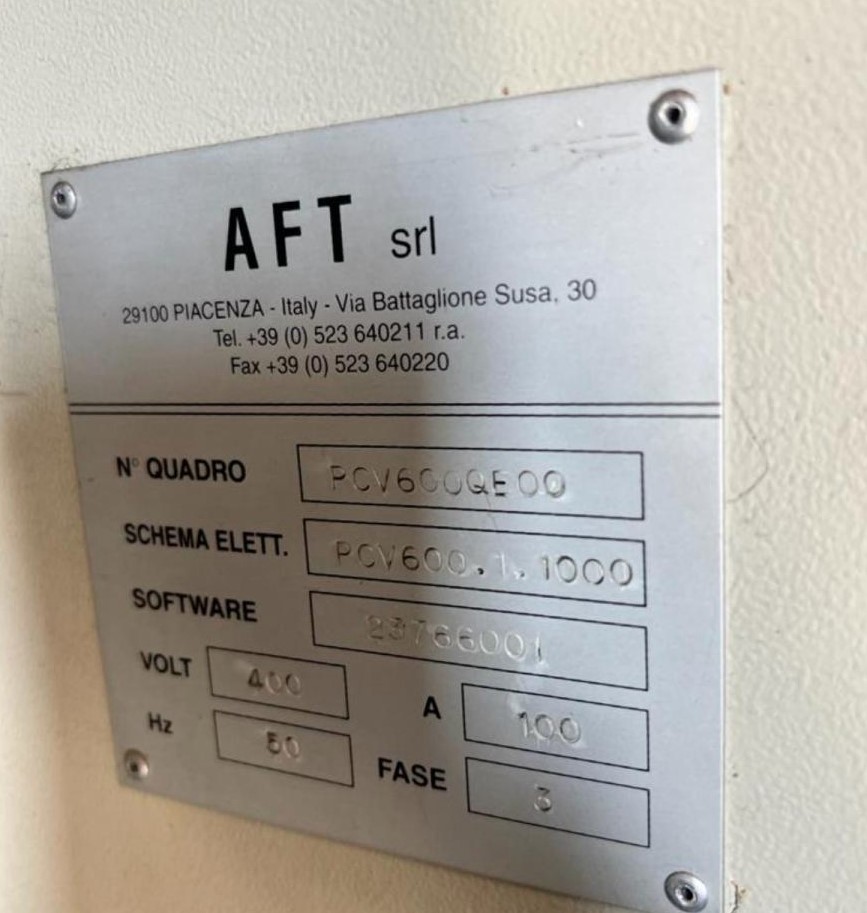 AFT srl
29100 PIACENZA - Italy - Via Battaglione Susa, 30
Tel. +39 (0) 523 640211 r.a.
Fax +39 (0) 523 640220
N° QUADRO PCV600QE00
SCHEMA ELETT. PCV600.1.1000
SOFTWARE 23766001
VOLT 400
A 100
Hz 50
FASE 3